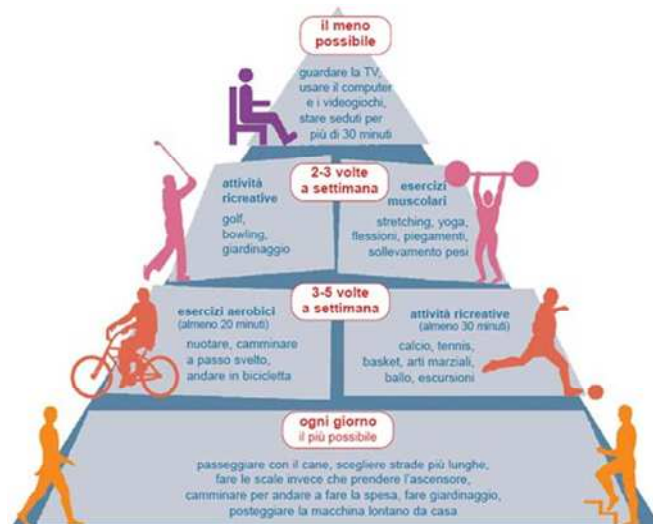 il meno
possibile
guardare la TV,
usare il computer
e i videogiochi,
stare seduti per
più di 30 minuti
2-3 volte
a settimana
attività
ricreative
golf,
bowling,
giardinaggio
esercizi
muscolari
stretching, yoga,
flessioni, piegamenti,
sollevamento pesi
3-5 volte
a settimana
esercizi aerobici
(almeno 20 minuti)
nuotare, camminare
a passo svelto,
andare in bicicletta
attività ricreative
(almeno 30 minuti)
calcio, tennis,
basket, arti marziali,
ballo, escursioni
ogni giorno
il più possibile
passeggiare con il cane, scegliere strade più lunghe,
fare le scale invece che prendere l'ascensore,
camminare per andare a fare la spesa, fare giardinaggio,
posteggiare la macchina lontano da casa